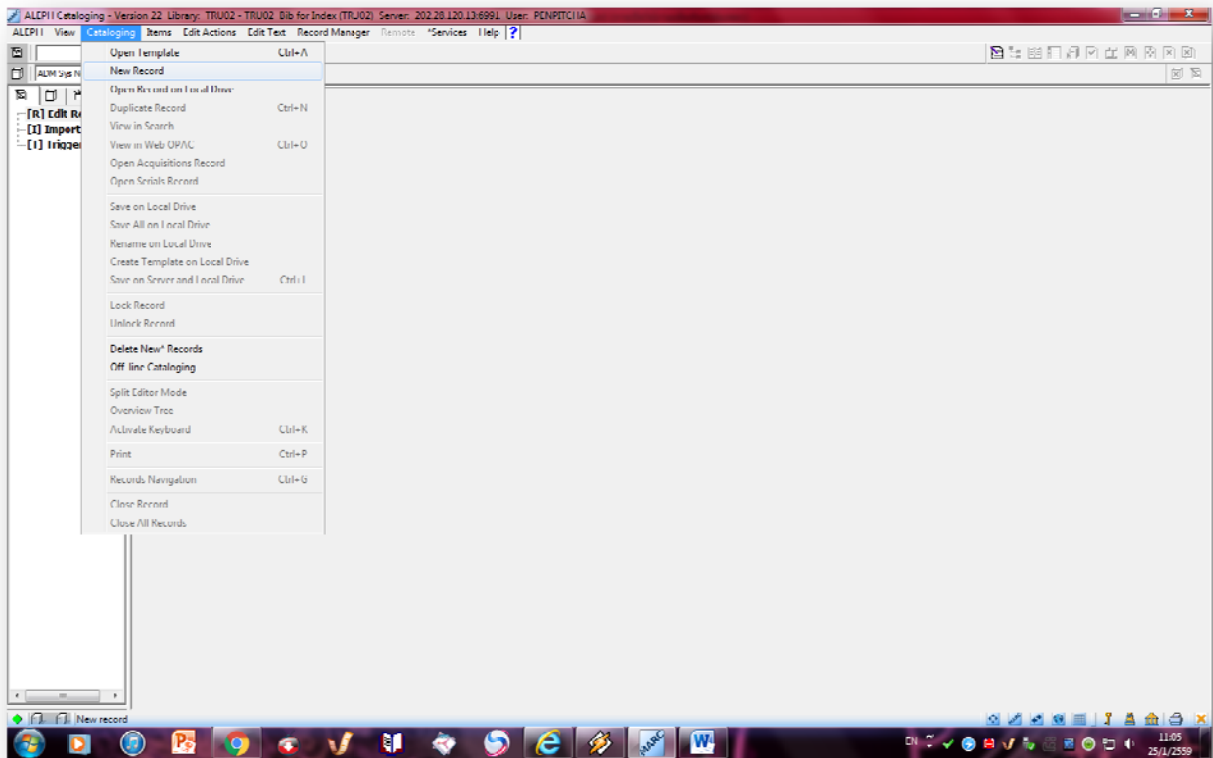 ALEPH Cataloging - Version 22 Library: TRU02 - TRU02 Bib for Index (TRU02) Server: 202.28.120.13:6991 User: PENPITCHA
ALEPH View Cataloging Items Edit Actions Edit Text Record Manager Remote *Services Help ?
Open Template Ctrl+A
ADM Sys N
New Record
Open Record on Local Drive
[R] Edit Re
Duplicate Record Ctrl+N
[I] Import
View in Search
[T] Trigge
View in Web OPAC Ctrl+O
Open Acquisitions Record
Open Serials Record
Save on Local Drive
Save All on Local Drive
Rename on Local Drive
Create Template on Local Drive
Save on Server and Local Drive Ctrl+L
Lock Record
Unlock Record
Delete New* Records
Off-line Cataloging
Split Editor Mode
Overview Tree
Activate Keyboard Ctrl+K
Print Ctrl+P
Records Navigation Ctrl+G
Close Record
Close All Records
New record
MARC
EN
11:05
25/1/2559